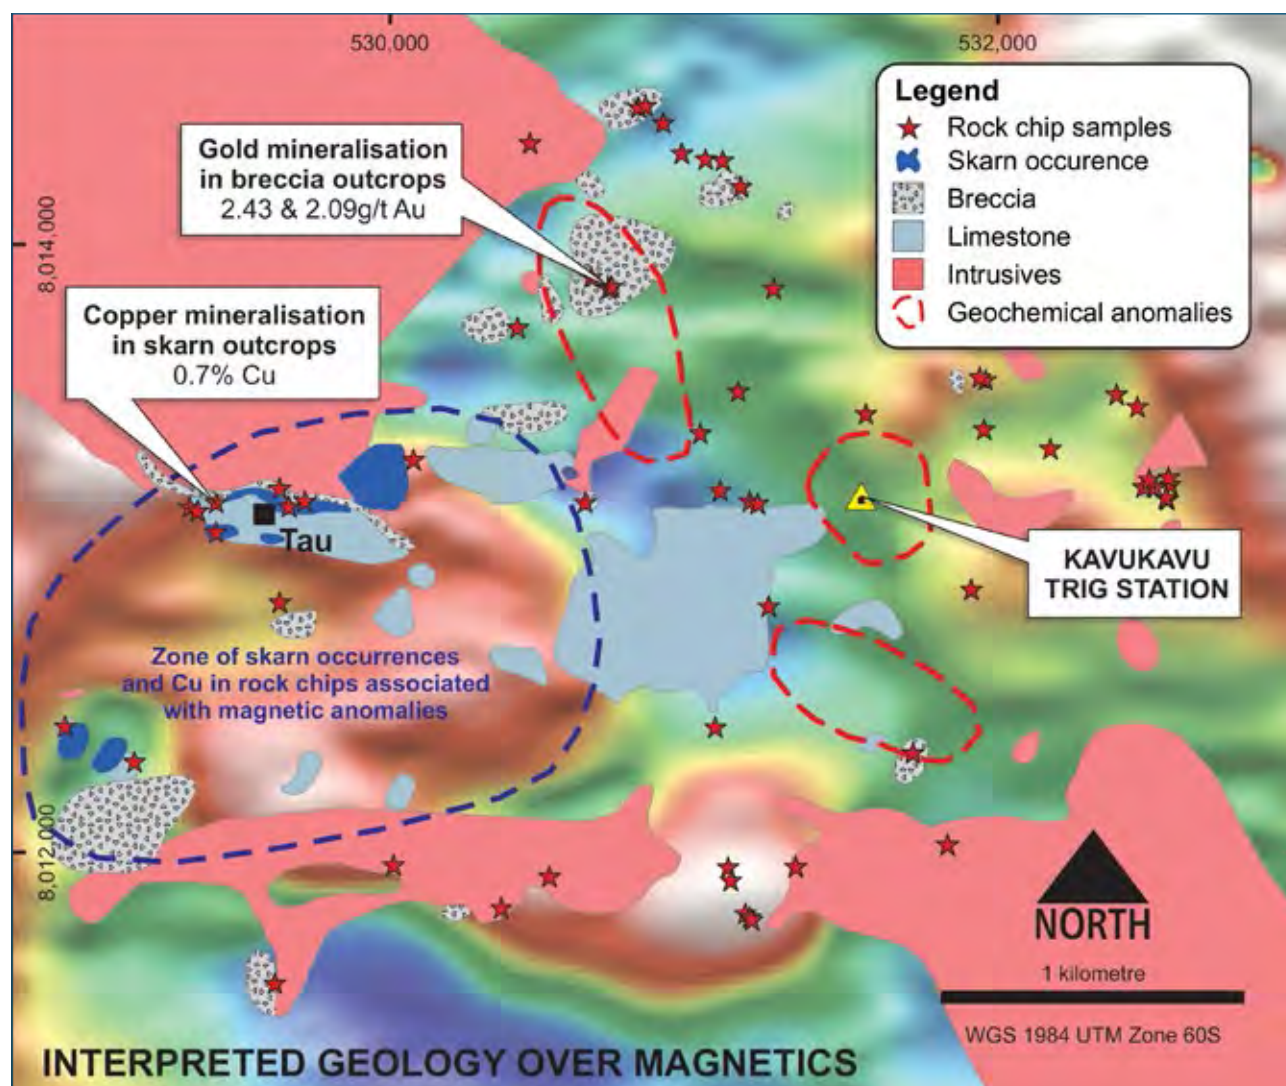 530,000
532,000
8,014,000
8,012,000
Legend
Rock chip samples
Skarn occurence
Breccia
Limestone
Intrusives
Geochemical anomalies
Gold mineralisation
in breccia outcrops
2.43 & 2.09g/t Au
Copper mineralisation
in skarn outcrops
0.7% Cu
Tau
KAVUKAVU
TRIG STATION
Zone of skarn occurrences
and Cu in rock chips associated
with magnetic anomalies
NORTH
1 kilometre
WGS 1984 UTM Zone 60S
INTERPRETED GEOLOGY OVER MAGNETICS